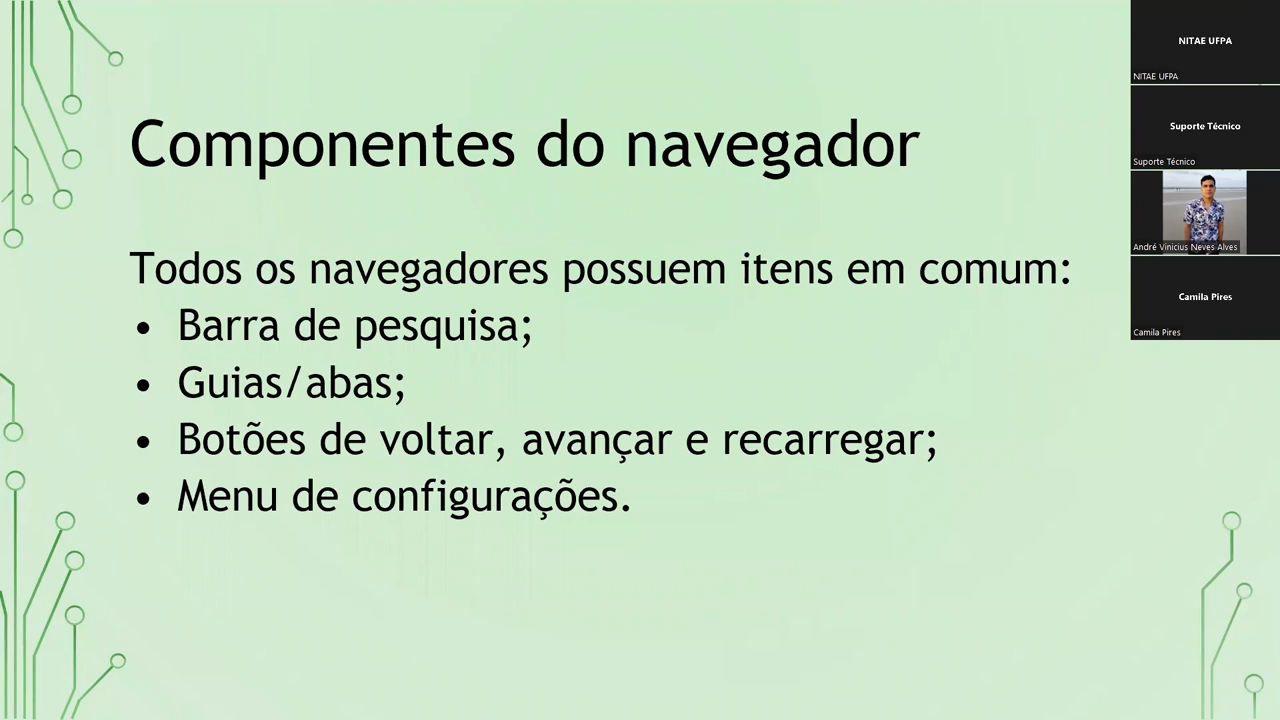 Componentes do navegador
Todos os navegadores possuem itens em comum:
• Barra de pesquisa;
• Guias/abas;
• Botões de voltar, avançar e recarregar;
• Menu de configurações.
NITAE UFPA
NITAE UFPA
Suporte Técnico
Suporte Técnico
André Vinicius Neves Alves
Camila Pires
Camila Pires